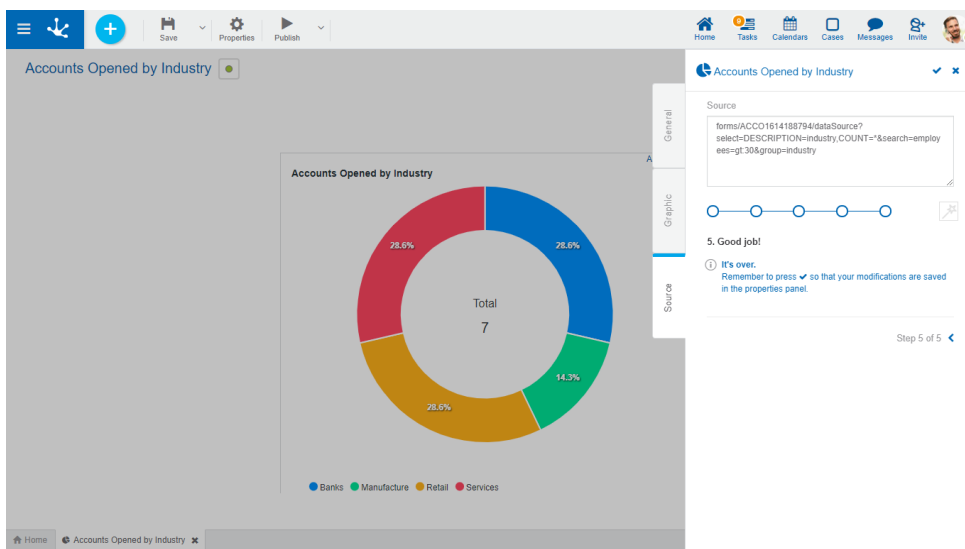 Save
Properties
Publish
Home
9
Tasks
Calendars
Cases
Messages
Invite
Accounts Opened by Industry
Accounts Opened by Industry
General
Graphic
Source
Source
forms/ACCO1614188794/dataSource?
select=DESCRIPTION=industry,COUNT=*&search=employ
ees=gt:30&group=industry
5. Good job!
It's over.
Remember to press ✔ so that your modifications are saved
in the properties panel.
Step 5 of 5
A
Accounts Opened by Industry
28.6%
28.6%
Total
7
14.3%
28.6%
Banks Manufacture Retail Services
Home
Accounts Opened by Industry